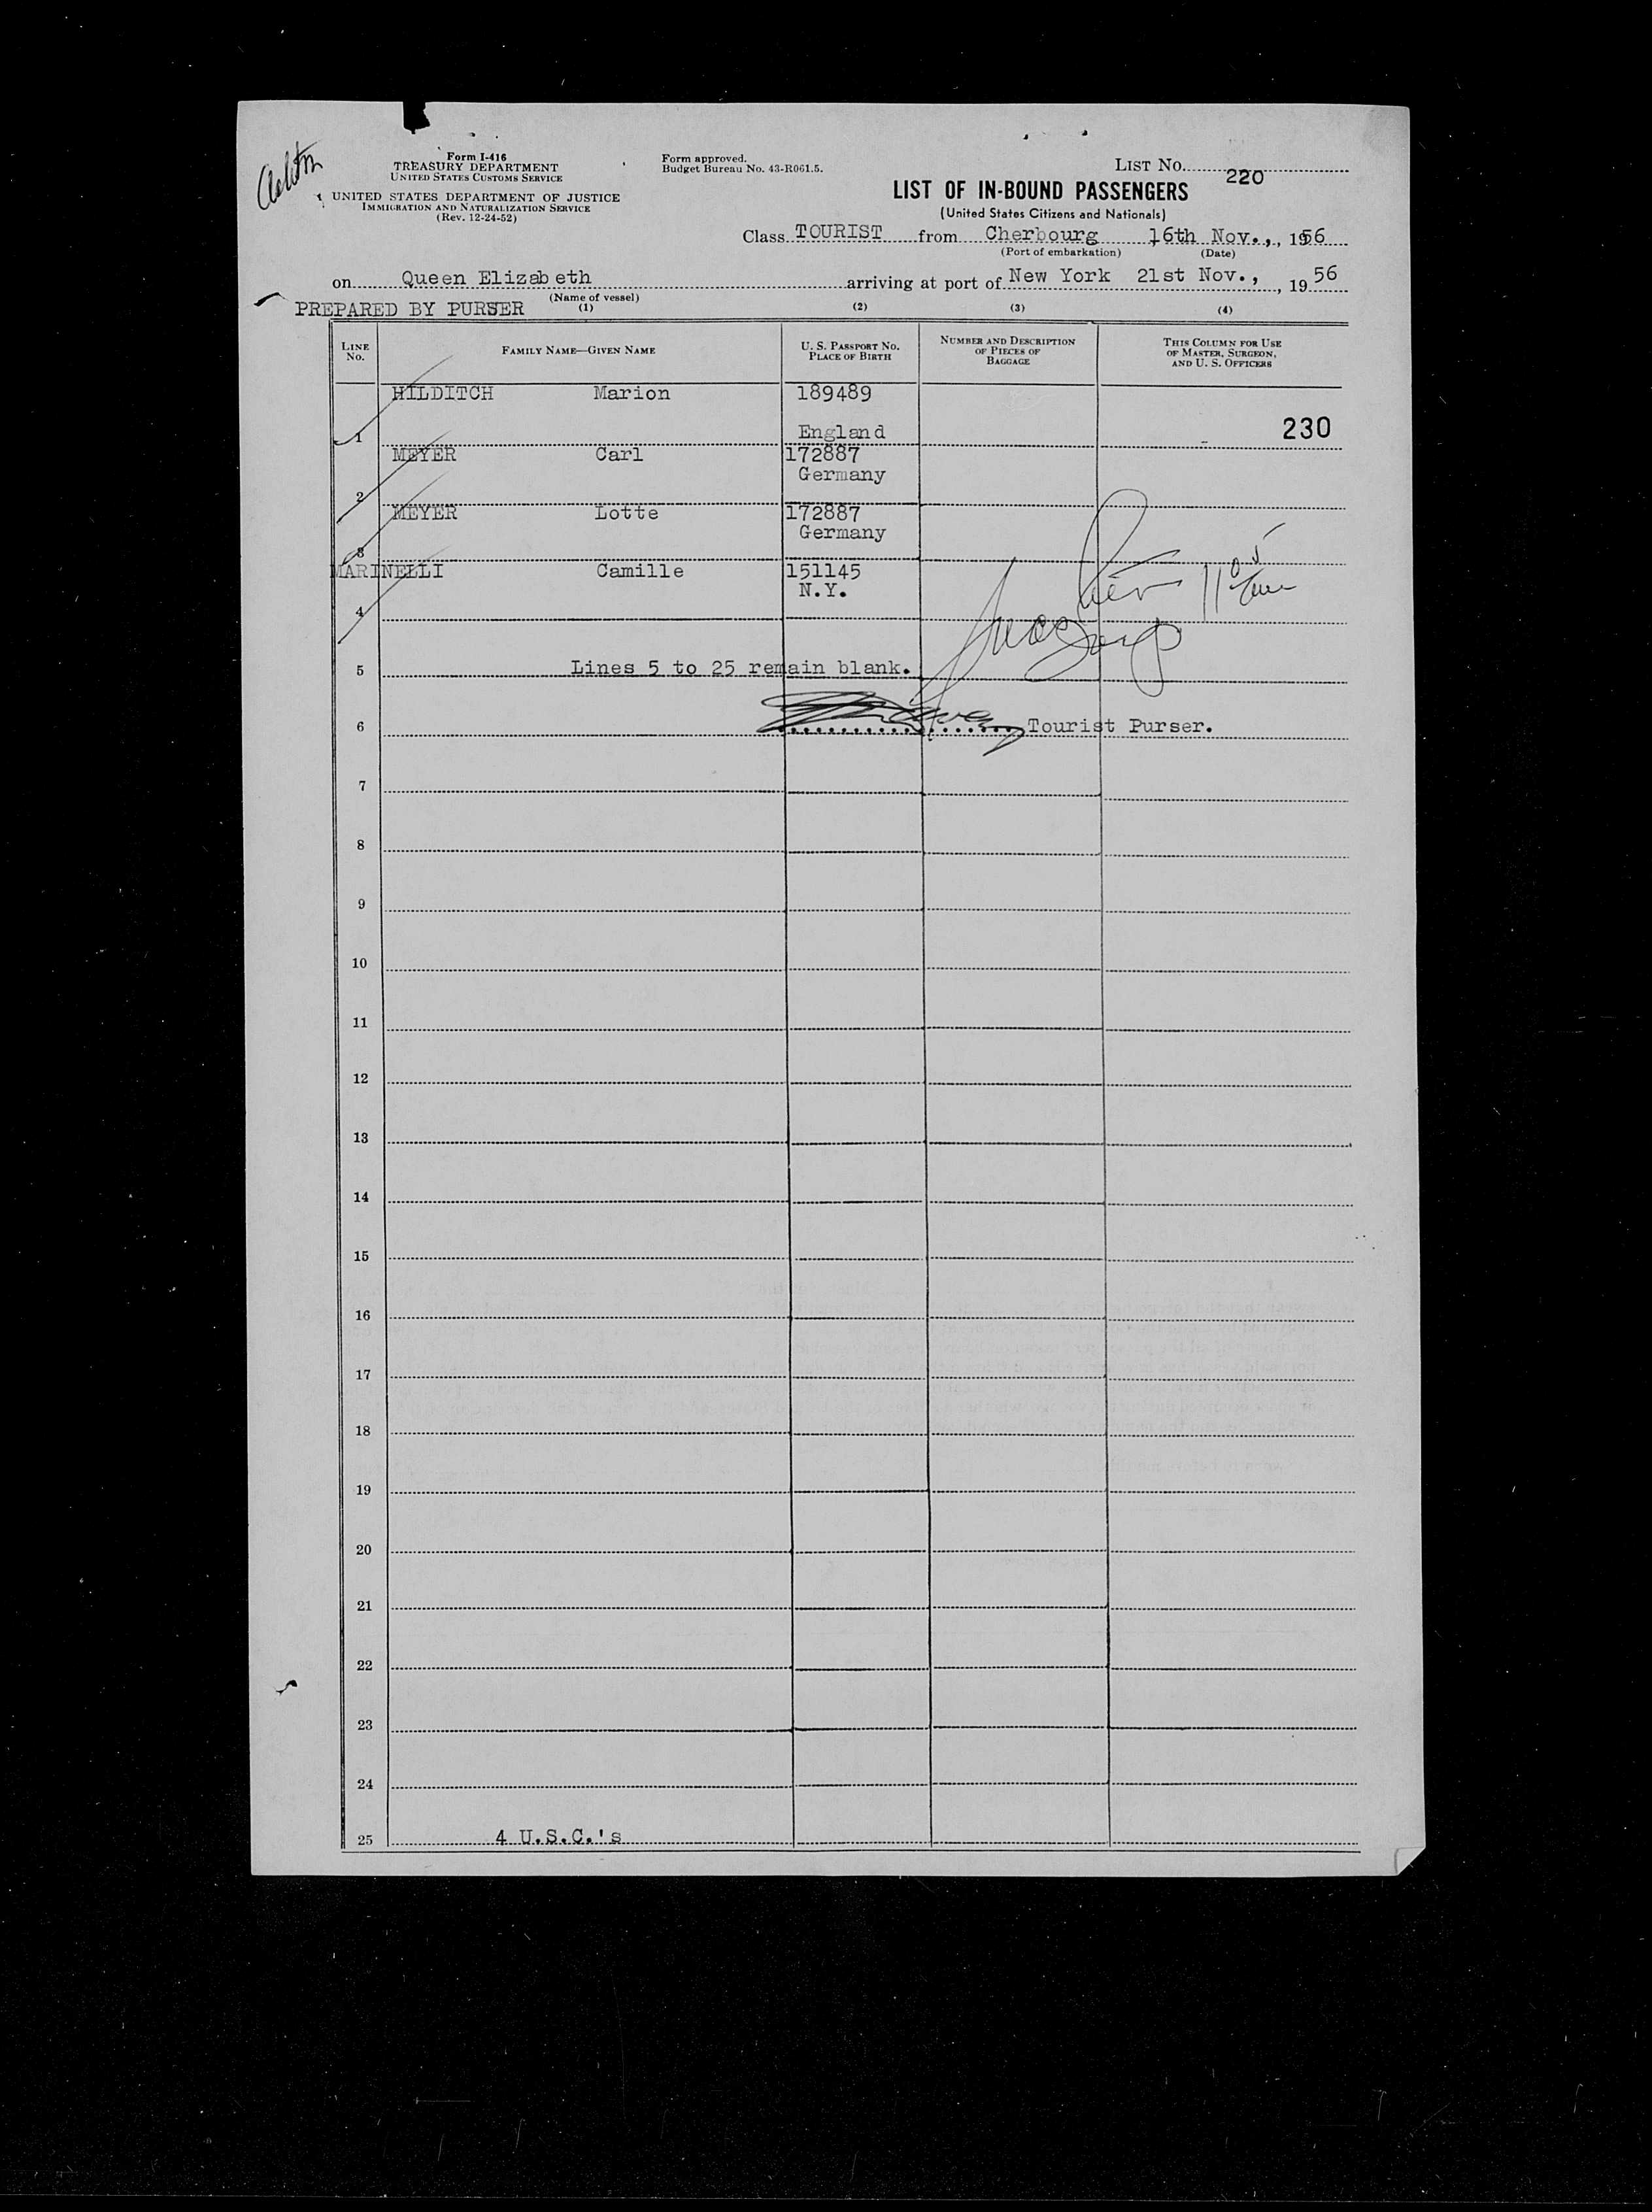 Form I-416
TREASURY DEPARTMENT
UNITED STATES CUSTOMS SERVICE
UNITED STATES DEPARTMENT OF JUSTICE
IMMIGRATION AND NATURALIZATION SERVICE
(Rev. 12-24-52)
Form approved.
Budget Bureau No. 43-R061.5.
LIST No. 220
LIST OF IN-BOUND PASSENGERS
(United States Citizens and Nationals)
Class TOURIST from Cherbourg 16th Nov., , 1956
(Port of embarkation) (Date)
on Queen Elizabeth arriving at port of New York 21st Nov., , 1956
(Name of vessel)
PREPARED BY PURSER (1) (2) (3) (4)
LINE No. FAMILY NAME—GIVEN NAME U. S. PASSPORT No. PLACE OF BIRTH NUMBER AND DESCRIPTION OF PIECES OF BAGGAGE THIS COLUMN FOR USE OF MASTER, SURGEON, AND U. S. OFFICERS
HILDITCH Marion 189489
1 England 230
MEYER Carl 172887
Germany
2
MEYER Lotte 172887
Germany
3
MARINELLI Camille 151145
N.Y.
4
5 Lines 5 to 25 remain blank.
6 Tourist Purser.
7
8
9
10
11
12
13
14
15
16
17
18
19
20
21
22
23
24
25 4 U.S.C.'s